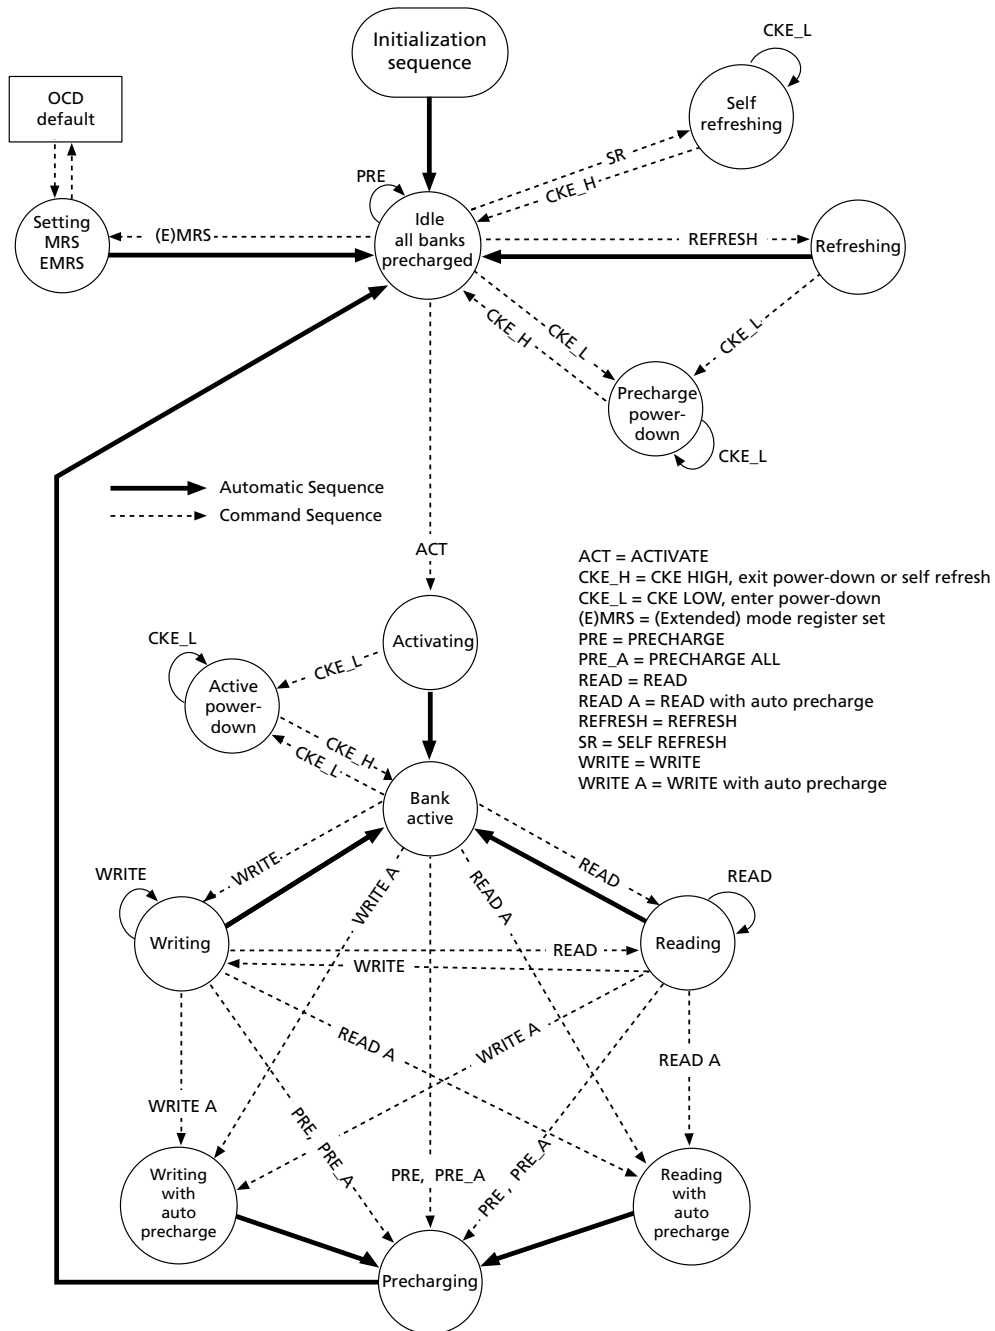 Initialization
sequence
CKE_L
OCD
default
Self
refreshing
SR
CKE_H
PRE
Setting
MRS
EMRS
(E)MRS
Idle
all banks
precharged
REFRESH
Refreshing
CKE_L
CKE_H
CKE_L
Precharge
power-
down
CKE_L
Automatic Sequence
Command Sequence
ACT
ACT = ACTIVATE
CKE_H = CKE HIGH, exit power-down or self refresh
CKE_L = CKE LOW, enter power-down
(E)MRS = (Extended) mode register set
PRE = PRECHARGE
PRE_A = PRECHARGE ALL
READ = READ
READ A = READ with auto precharge
REFRESH = REFRESH
SR = SELF REFRESH
WRITE = WRITE
WRITE A = WRITE with auto precharge
CKE_L
Activating
CKE_L
Active
power-
down
CKE_H
CKE_L
Bank
active
WRITE
READ
WRITE
WRITE A
READ A
READ
Writing
READ
WRITE
Reading
READ A
WRITE A
READ A
WRITE A
PRE, PRE_A
PRE, PRE_A
PRE , PRE_A
Writing
with
auto
precharge
Reading
with
auto
precharge
Precharging